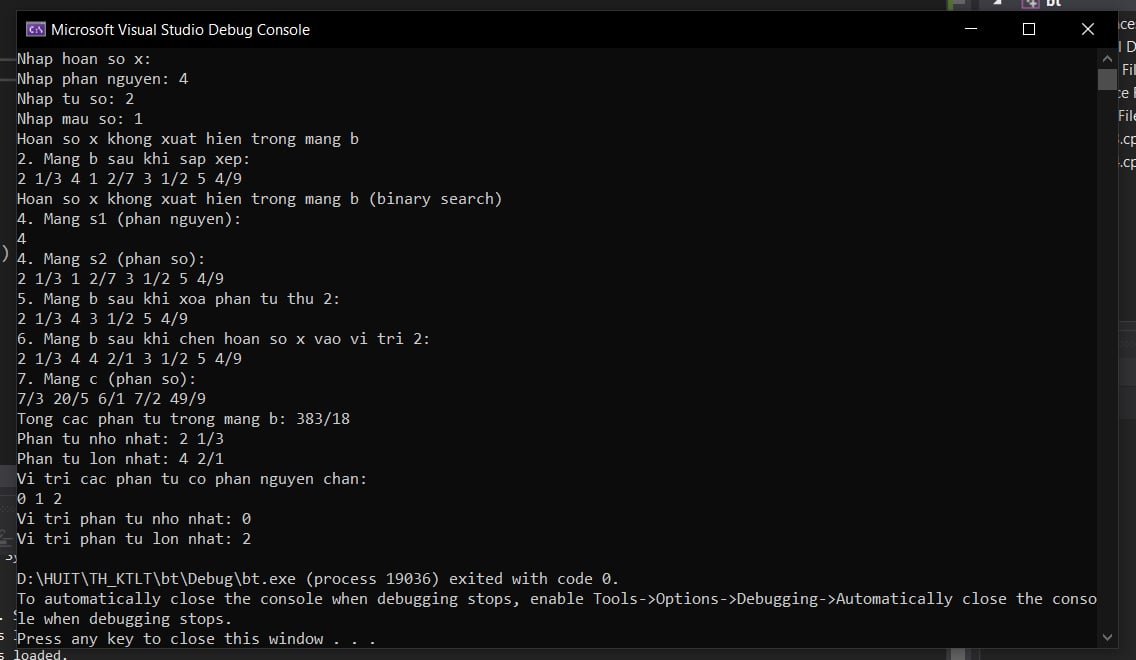 bt
Microsoft Visual Studio Debug Console
Nhap hoan so x:
Nhap phan nguyen: 4
Nhap tu so: 2
Nhap mau so: 1
Hoan so x khong xuat hien trong mang b
2. Mang b sau khi sap xep:
2 1/3 4 1 2/7 3 1/2 5 4/9
Hoan so x khong xuat hien trong mang b (binary search)
4. Mang s1 (phan nguyen):
4
4. Mang s2 (phan so):
2 1/3 1 2/7 3 1/2 5 4/9
5. Mang b sau khi xoa phan tu thu 2:
2 1/3 4 3 1/2 5 4/9
6. Mang b sau khi chen hoan so x vao vi tri 2:
2 1/3 4 4 2/1 3 1/2 5 4/9
7. Mang c (phan so):
7/3 20/5 6/1 7/2 49/9
Tong cac phan tu trong mang b: 383/18
Phan tu nho nhat: 2 1/3
Phan tu lon nhat: 4 2/1
Vi tri cac phan tu co phan nguyen chan:
0 1 2
Vi tri phan tu nho nhat: 0
Vi tri phan tu lon nhat: 2
D:\HUIT\TH_KTLT\bt\Debug\bt.exe (process 19036) exited with code 0.
To automatically close the console when debugging stops, enable Tools->Options->Debugging->Automatically close the conso
le when debugging stops.
Press any key to close this window . . .
loaded.